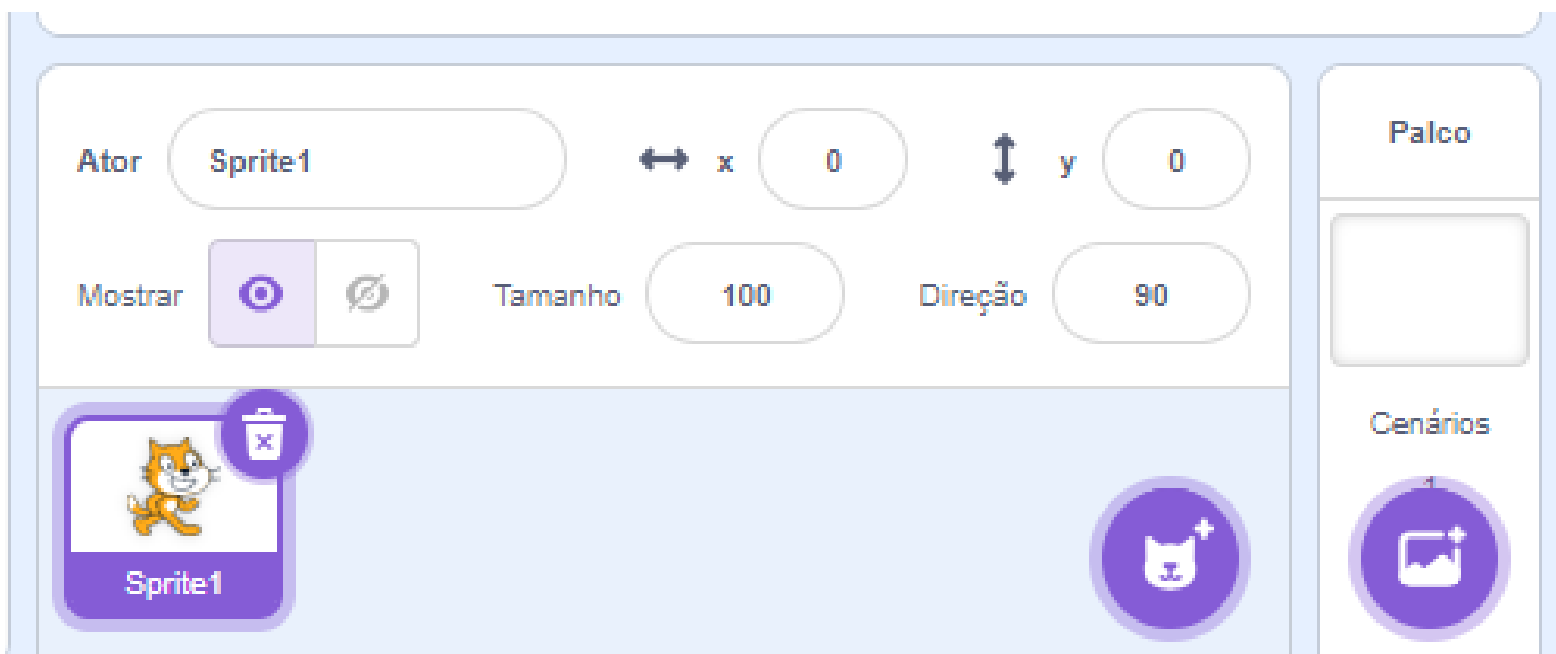 Ator Sprite1 x 0 y 0
Mostrar Tamanho 100 Direção 90
Sprite1
Palco
Cenários
1